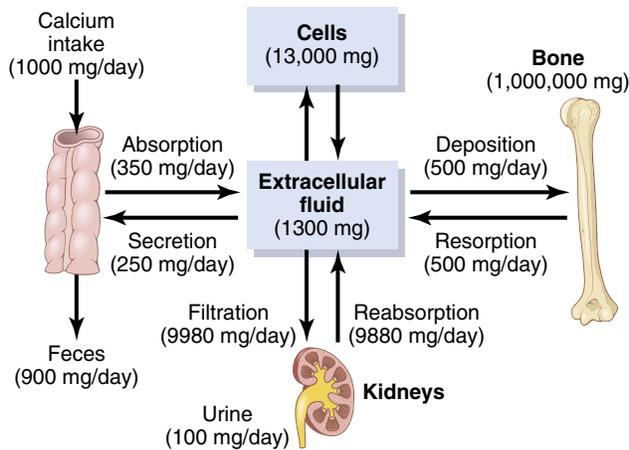 Calcium
intake
(1000 mg/day)
Cells
(13,000 mg)
Bone
(1,000,000 mg)
Absorption
(350 mg/day)
Extracellular
fluid
(1300 mg)
Deposition
(500 mg/day)
Secretion
(250 mg/day)
Resorption
(500 mg/day)
Filtration
(9980 mg/day)
Reabsorption
(9880 mg/day)
Feces
(900 mg/day)
Kidneys
Urine
(100 mg/day)